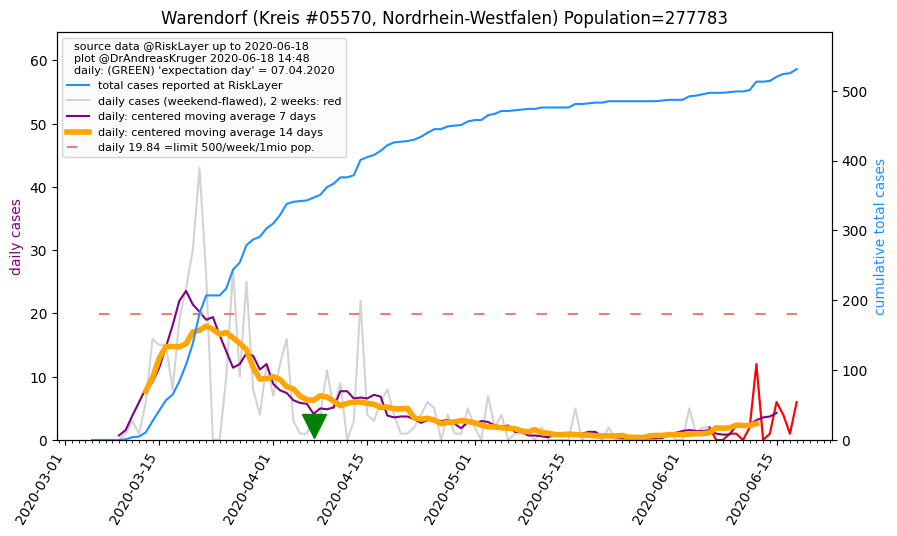 Warendorf (Kreis #05570, Nordrhein-Westfalen) Population=277783
source data @RiskLayer up to 2020-06-18
plot @DrAndreasKruger 2020-06-18 14:48
daily: (GREEN) 'expectation day' = 07.04.2020
total cases reported at RiskLayer
daily cases (weekend-flawed), 2 weeks: red
daily: centered moving average 7 days
daily: centered moving average 14 days
daily 19.84 =limit 500/week/1mio pop.
daily cases
60
50
40
30
20
10
0
cumulative total cases
500
400
300
200
100
0
2020-03-01
2020-03-15
2020-04-01
2020-04-15
2020-05-01
2020-05-15
2020-06-01
2020-06-15